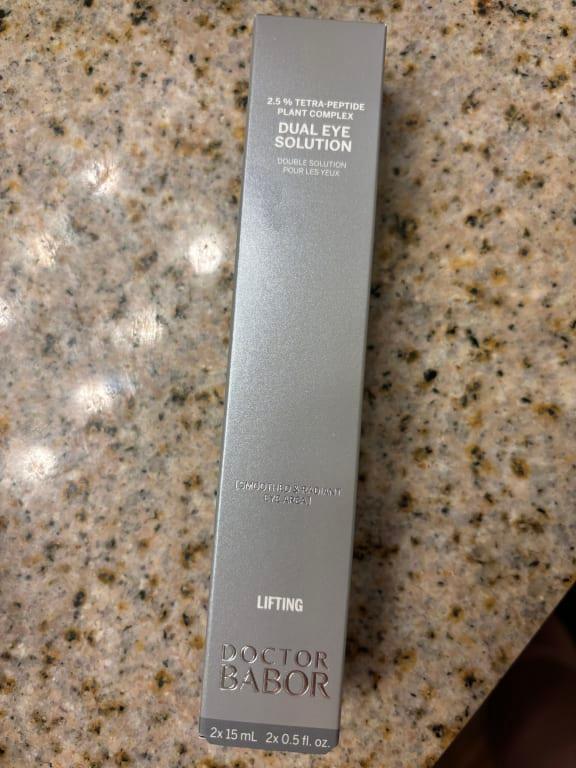 2.5 % TETRA-PEPTIDE
PLANT COMPLEX
DUAL EYE
SOLUTION
DOUBLE SOLUTION
POUR LES YEUX
[SMOOTHED & RADIANT
EYE AREA]
LIFTING
DOCTOR
BABOR
2x 15 mL 2x 0.5 fl. oz.